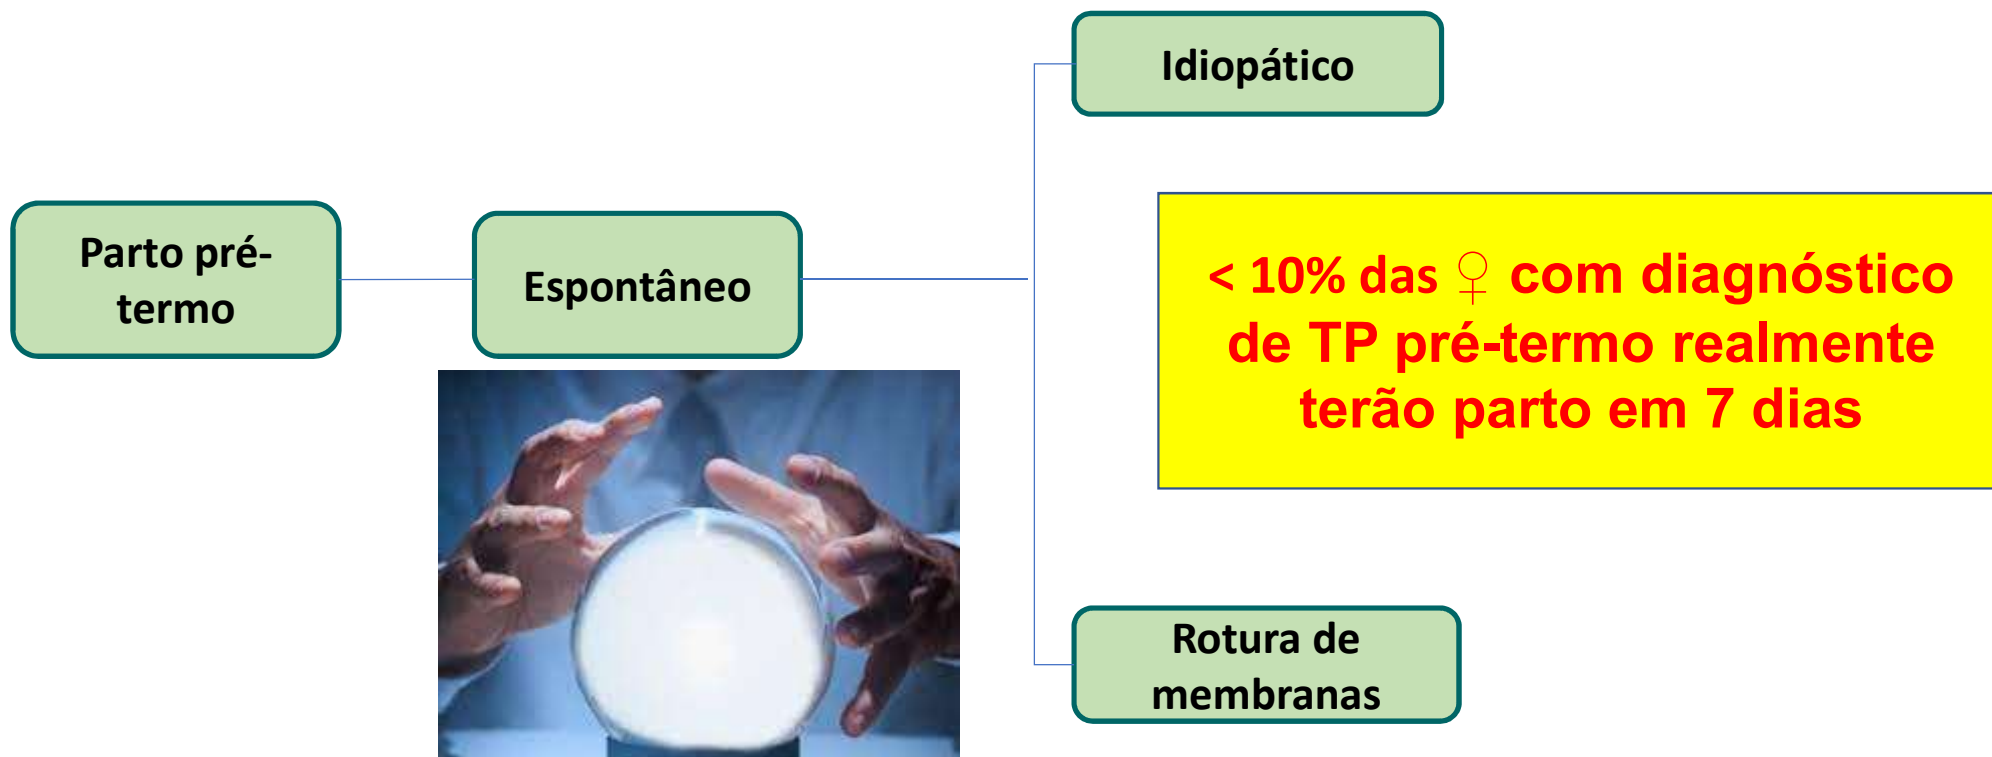 Idiopático
Parto pré-
termo
Espontâneo
< 10% das ♀ com diagnóstico
de TP pré-termo realmente
terão parto em 7 dias
Rotura de
membranas